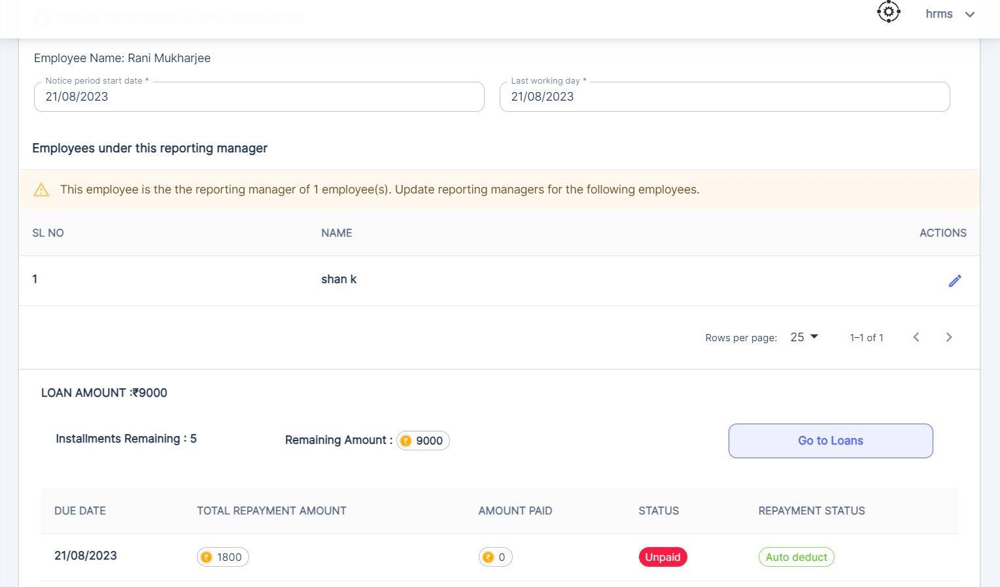 hrms
Employee Name: Rani Mukharjee
Notice period start date *
21/08/2023
Last working day *
21/08/2023
Employees under this reporting manager
This employee is the the reporting manager of 1 employee(s). Update reporting managers for the following employees.
SL NO NAME ACTIONS
1 shan k
Rows per page: 25 1–1 of 1
LOAN AMOUNT :₹9000
Installments Remaining : 5 Remaining Amount : ₹ 9000 Go to Loans
DUE DATE TOTAL REPAYMENT AMOUNT AMOUNT PAID STATUS REPAYMENT STATUS
21/08/2023 ₹ 1800 ₹ 0 Unpaid Auto deduct